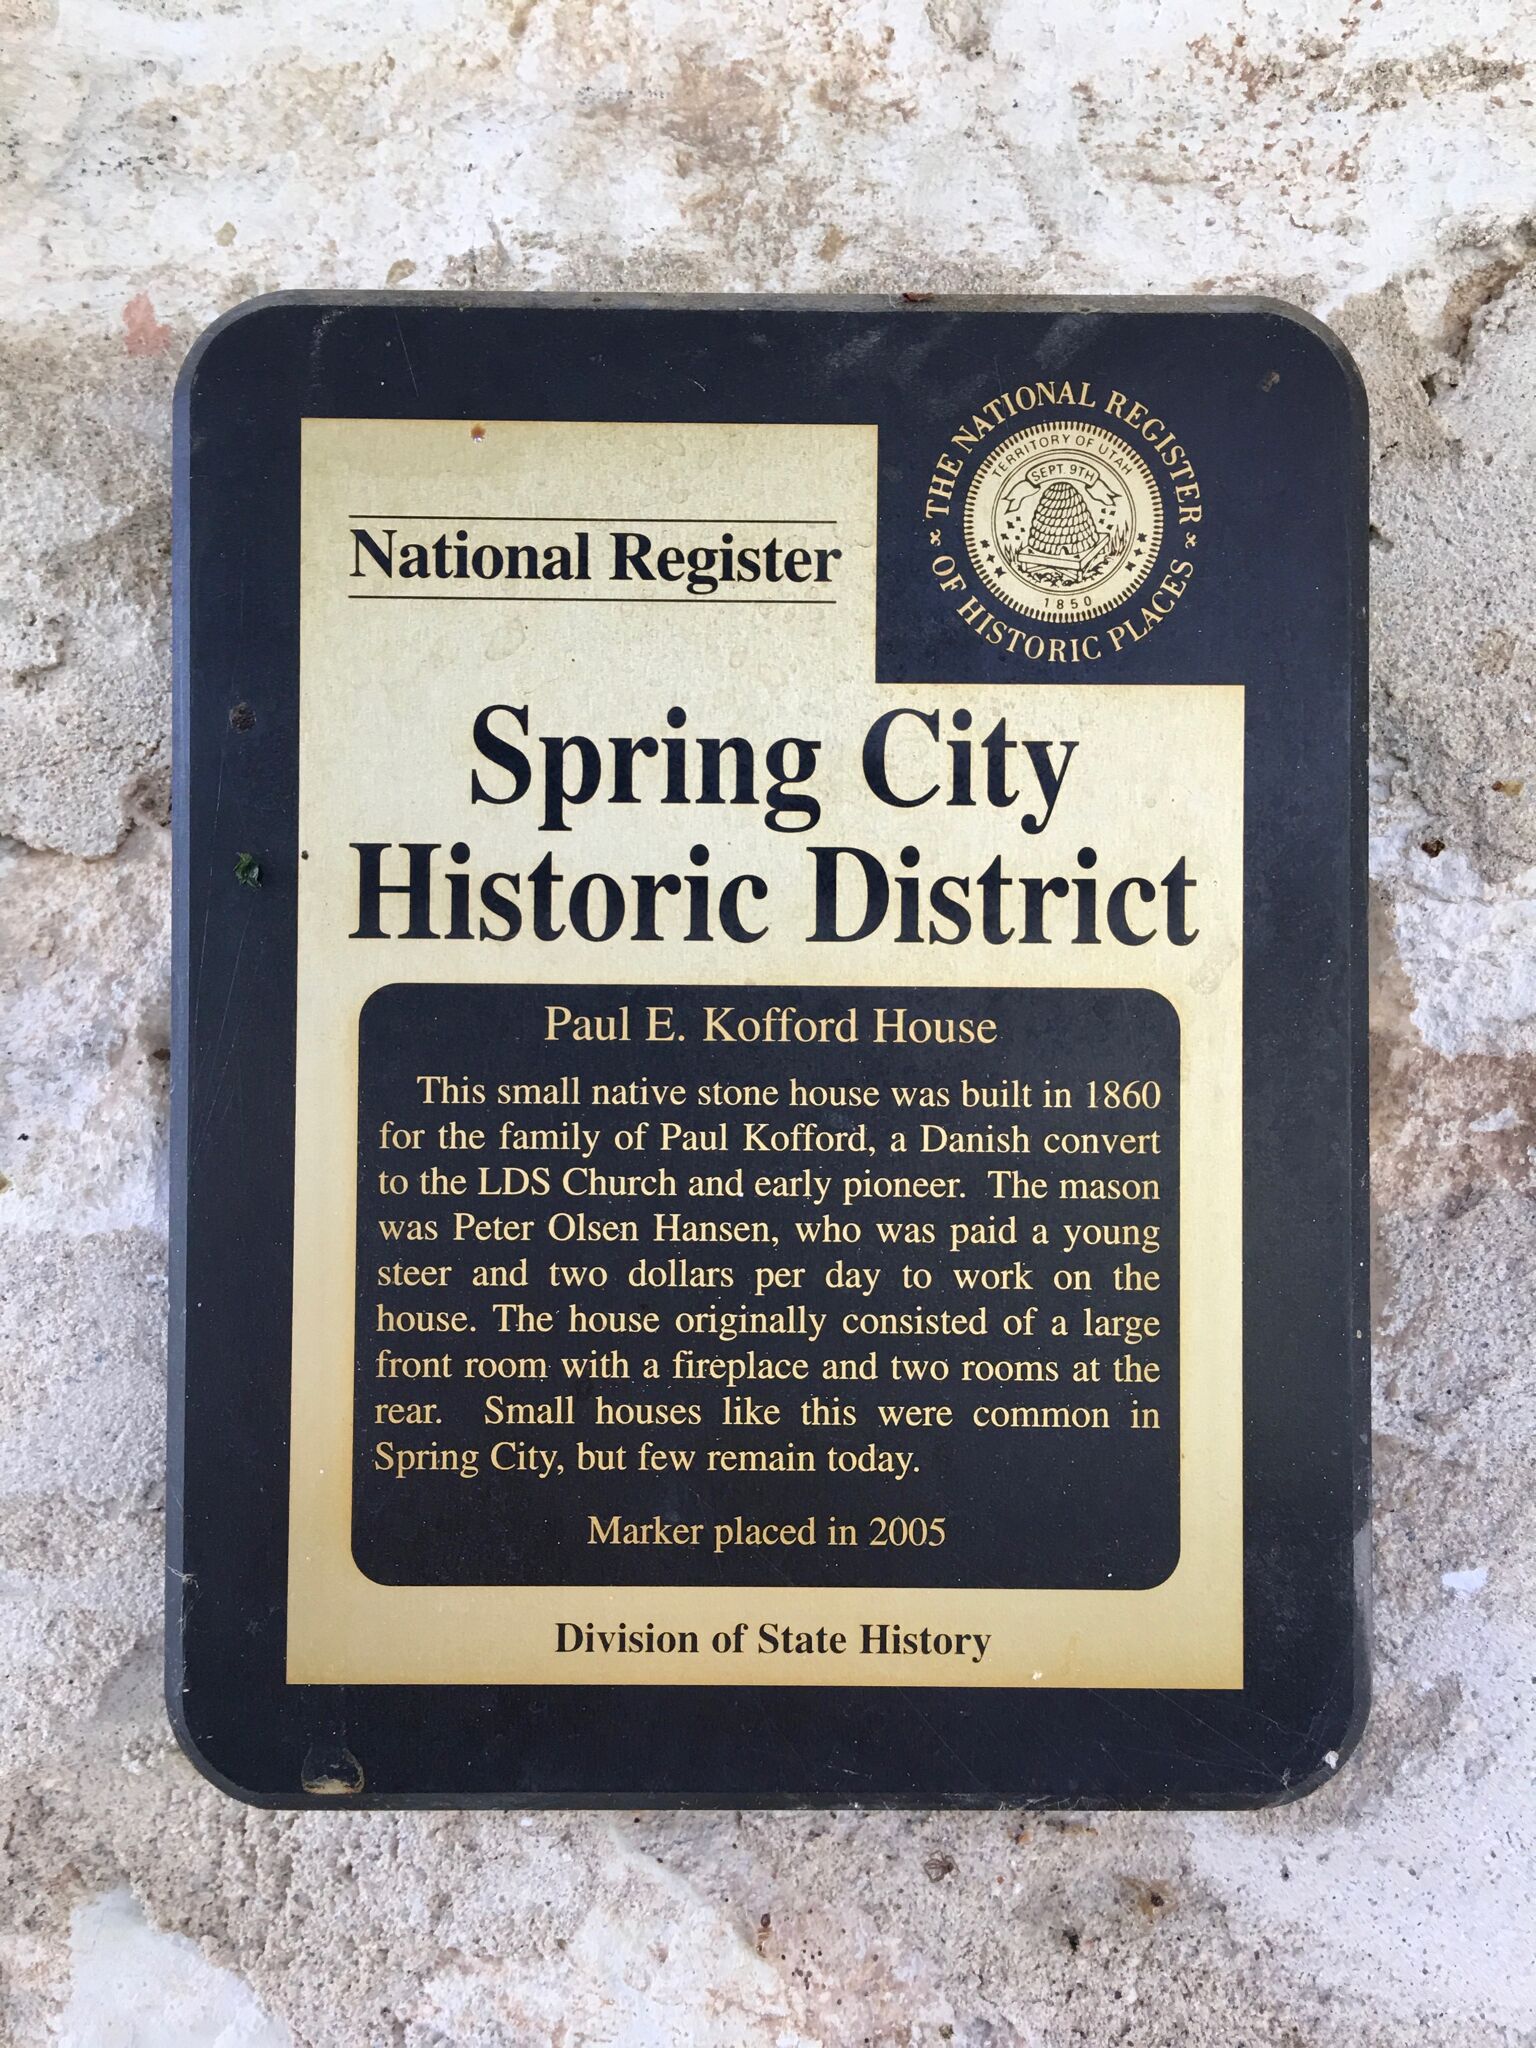 THE NATIONAL REGISTER
OF HISTORIC PLACES
TERRITORY OF UTAH
SEPT. 9TH
1850
National Register
Spring City
Historic District
Paul E. Kofford House
This small native stone house was built in 1860
for the family of Paul Kofford, a Danish convert
to the LDS Church and early pioneer. The mason
was Peter Olsen Hansen, who was paid a young
steer and two dollars per day to work on the
house. The house originally consisted of a large
front room with a fireplace and two rooms at the
rear. Small houses like this were common in
Spring City, but few remain today.
Marker placed in 2005
Division of State History